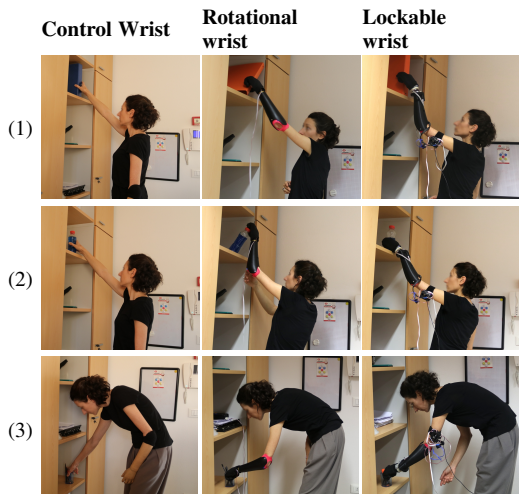 Control Wrist
Rotational
wrist
Lockable
wrist
(1)
(2)
(3)